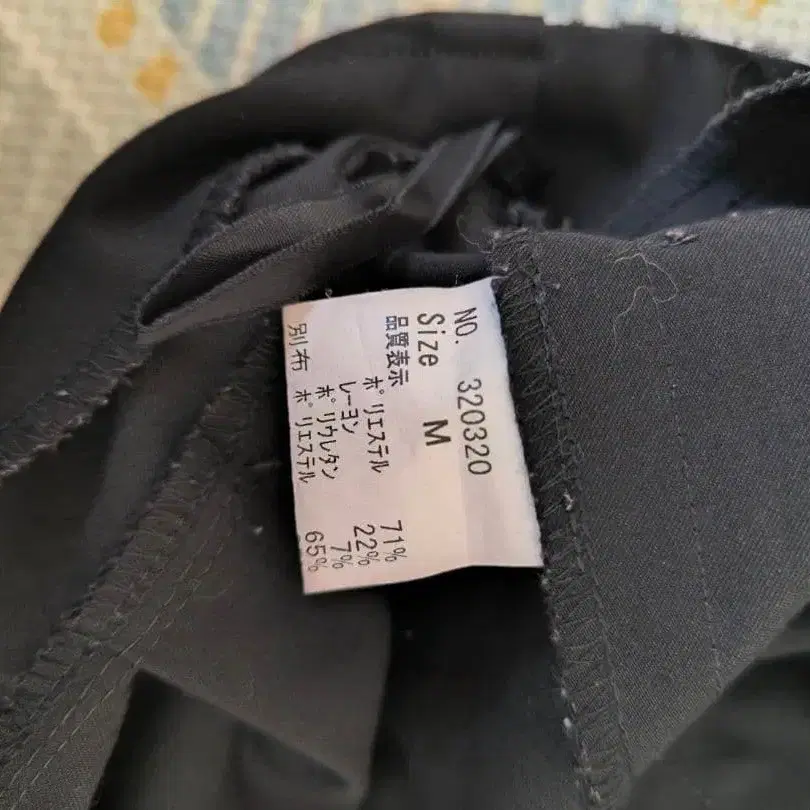 NO. 320320
Size M
品質表示
ポリエステル 71%
レーヨン 22%
ポリウレタン 7%
別布 ポリエステル 65%